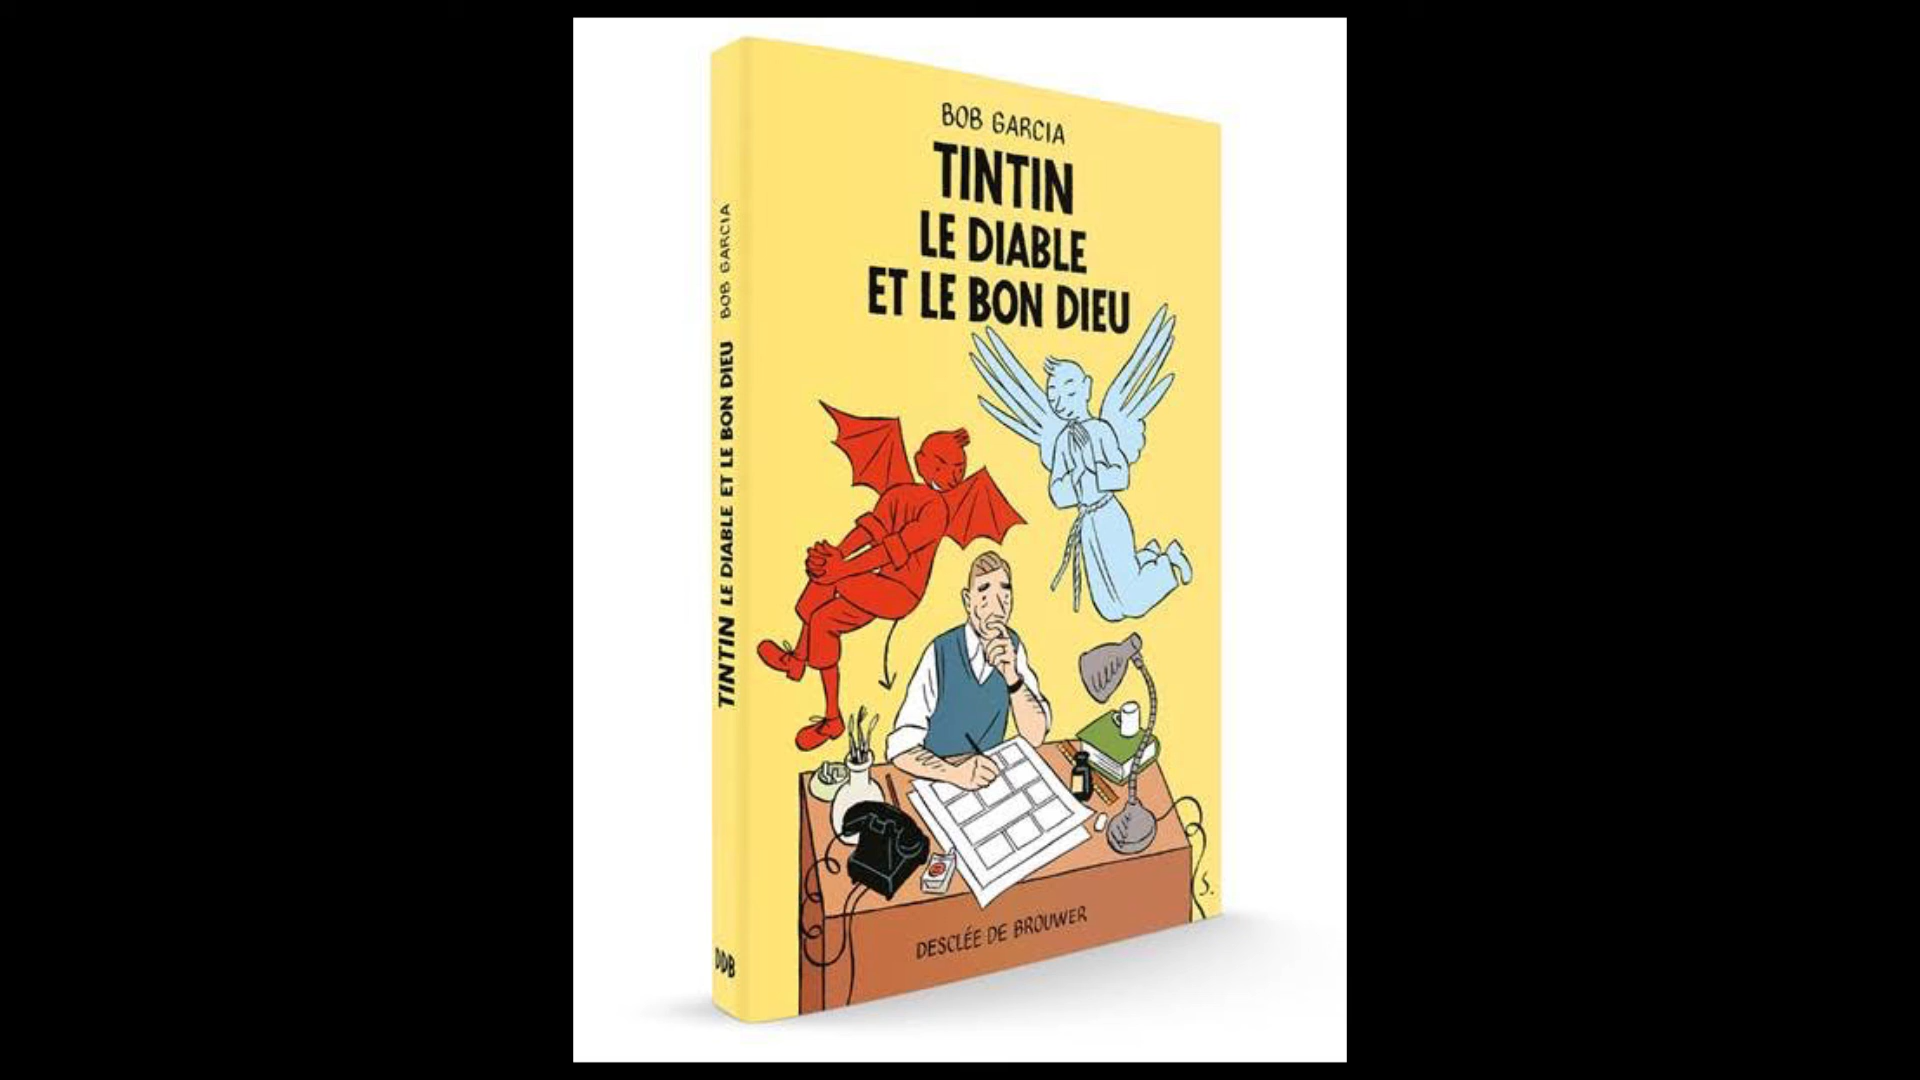 BOB GARCIA
TINTIN
LE DIABLE
ET LE BON DIEU
DESCLÉE DE BROUWER
S.
TINTIN LE DIABLE ET LE BON DIEU BOB GARCIA
DDB